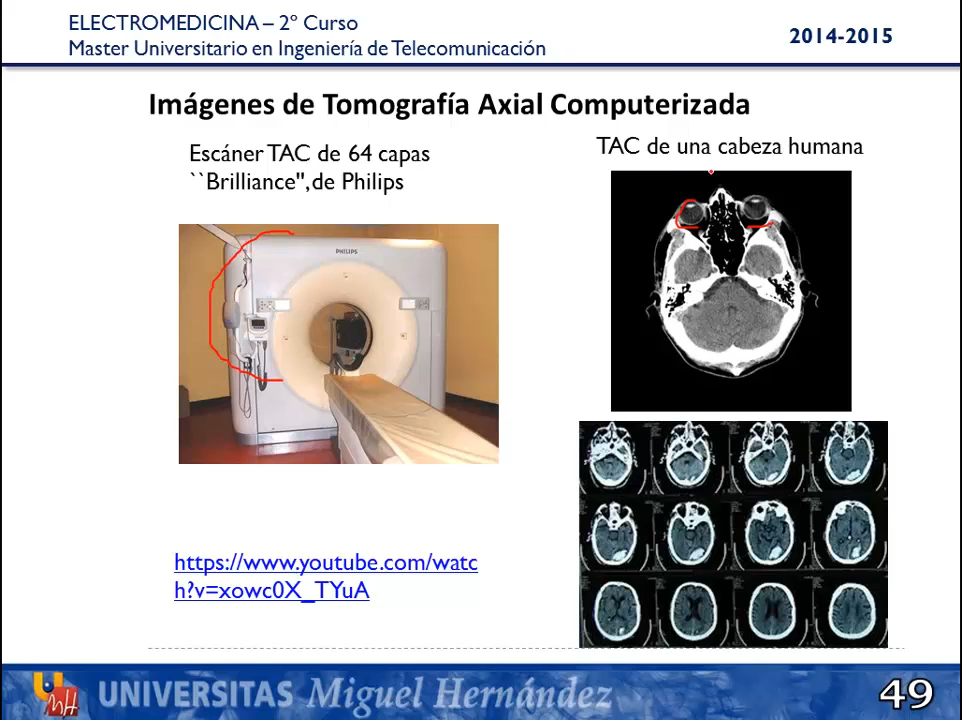 ELECTROMEDICINA – 2º Curso
Master Universitario en Ingeniería de Telecomunicación
2014-2015
Imágenes de Tomografía Axial Computerizada
Escáner TAC de 64 capas
``Brilliance'', de Philips
TAC de una cabeza humana
PHILIPS
https://www.youtube.com/watc
h?v=xowc0X_TYuA
UNIVERSITAS Miguel Hernández
49